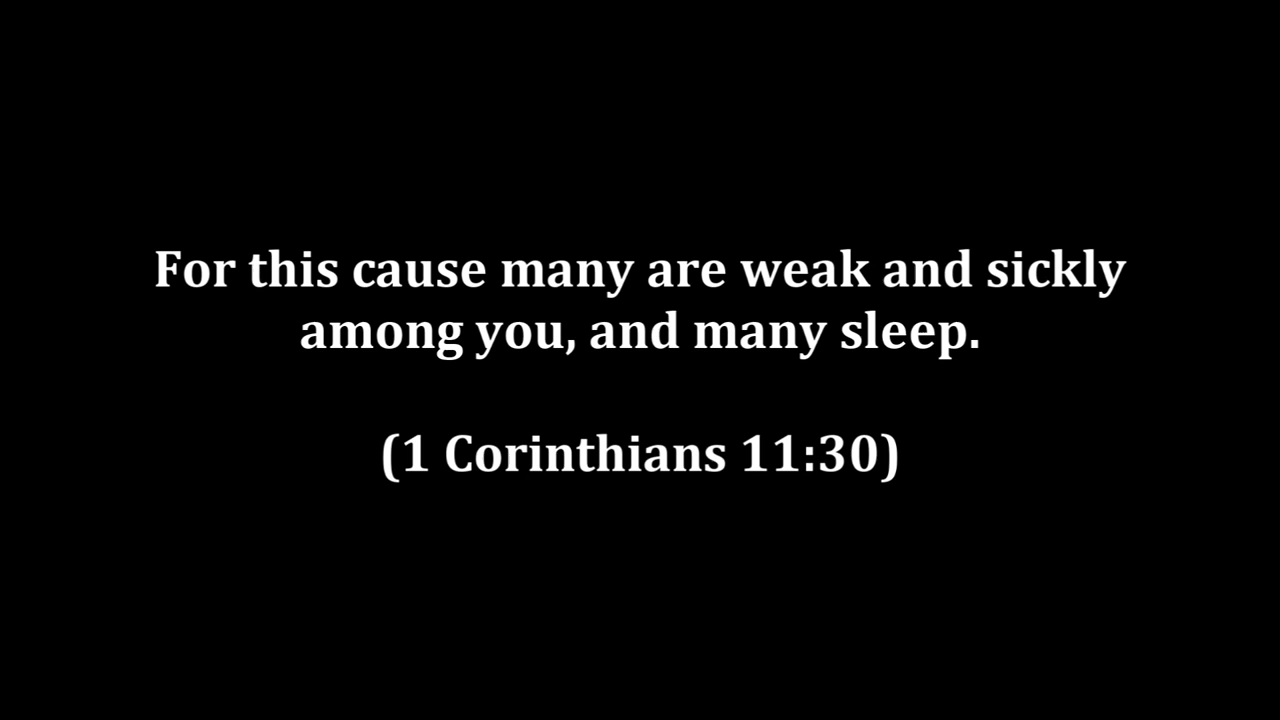 For this cause many are weak and sickly
among you, and many sleep.
(1 Corinthians 11:30)